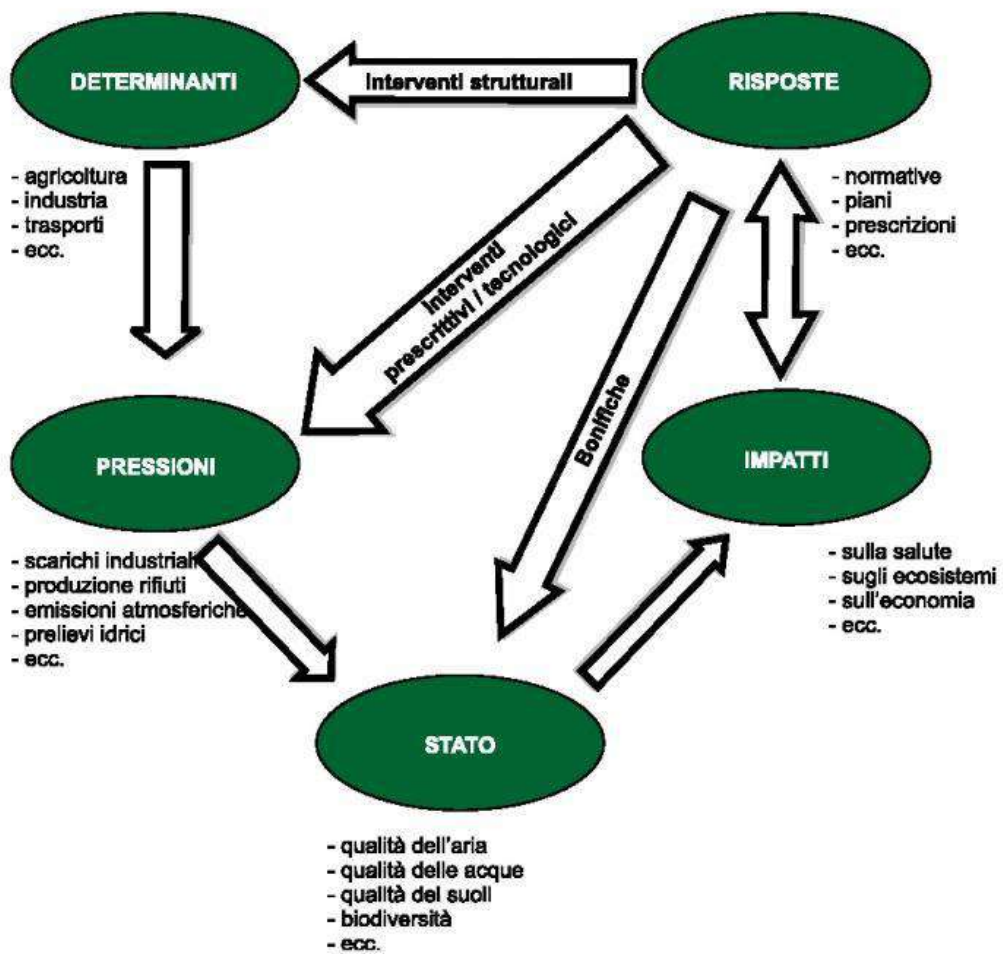 DETERMINANTI
Interventi strutturali
RISPOSTE
- agricoltura
- industria
- trasporti
- ecc.
- normative
- piani
- prescrizioni
- ecc.
Interventi
prescrittivi / tecnologici
Bonifiche
PRESSIONI
IMPATTI
- scarichi industriali
- produzione rifiuti
- emissioni atmosferiche
- prelievi idrici
- ecc.
- sulla salute
- sugli ecosistemi
- sull'economia
- ecc.
STATO
- qualità dell'aria
- qualità delle acque
- qualità dei suoli
- biodiversità
- ecc.